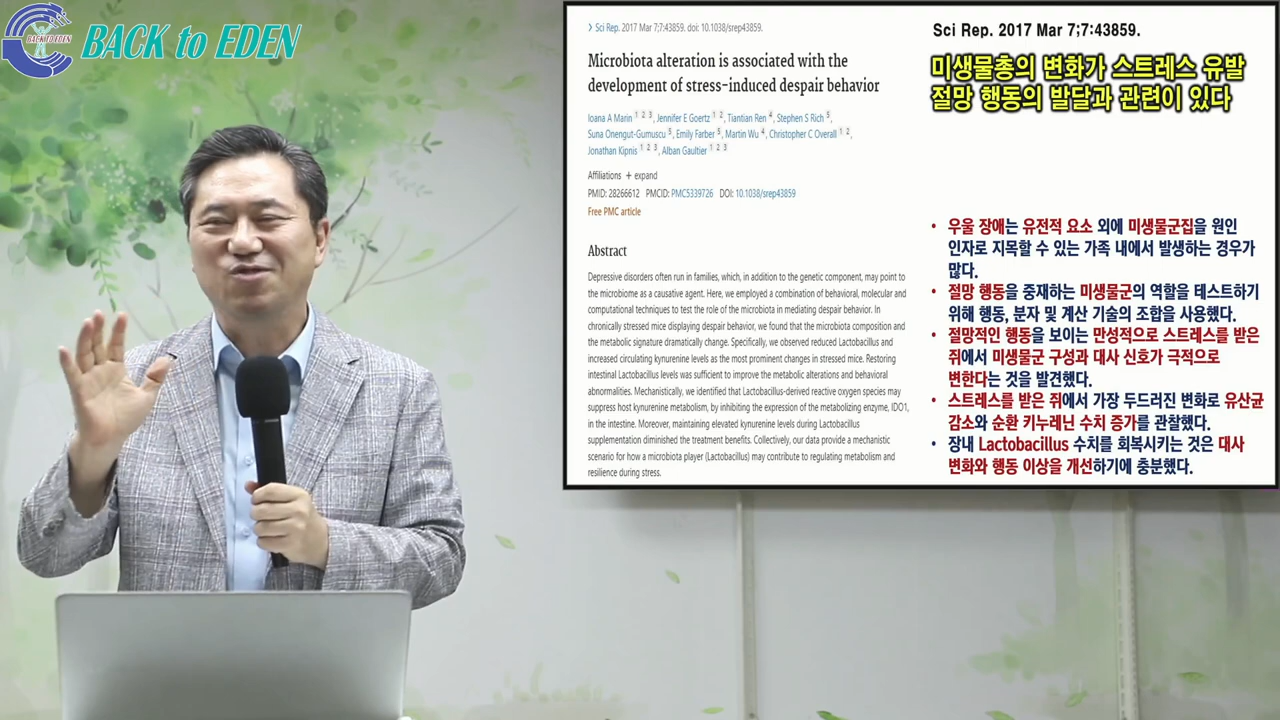 BACK TO EDEN
BACK to EDEN
Sci Rep. 2017 Mar 7;7:43859. doi: 10.1038/srep43859.
Microbiota alteration is associated with the
development of stress-induced despair behavior
Ioana A Marin 1 2 3, Jennifer E Goertz 1 2, Tiantian Ren 4, Stephen S Rich 5,
Suna Onengut-Gumuscu 5, Emily Farber 5, Martin Wu 4, Christopher C Overall 1 2,
Jonathan Kipnis 1 2 3, Alban Gaultier 1 2 3
Affiliations + expand
PMID: 28266612 PMCID: PMC5339726 DOI: 10.1038/srep43859
Free PMC article
Abstract
Depressive disorders often run in families, which, in addition to the genetic component, may point to
the microbiome as a causative agent. Here, we employed a combination of behavioral, molecular and
computational techniques to test the role of the microbiota in mediating despair behavior. In
chronically stressed mice displaying despair behavior, we found that the microbiota composition and
the metabolic signature dramatically change. Specifically, we observed reduced Lactobacillus and
increased circulating kynurenine levels as the most prominent changes in stressed mice. Restoring
intestinal Lactobacillus levels was sufficient to improve the metabolic alterations and behavioral
abnormalities. Mechanistically, we identified that Lactobacillus-derived reactive oxygen species may
suppress host kynurenine metabolism, by inhibiting the expression of the metabolizing enzyme, IDO1,
in the intestine. Moreover, maintaining elevated kynurenine levels during Lactobacillus
supplementation diminished the treatment benefits. Collectively, our data provide a mechanistic
scenario for how a microbiota player (Lactobacillus) may contribute to regulating metabolism and
resilience during stress.
Sci Rep. 2017 Mar 7;7:43859.
미생물총의 변화가 스트레스 유발
절망 행동의 발달과 관련이 있다
• 우울 장애는 유전적 요소 외에 미생물군집을 원인
인자로 지목할 수 있는 가족 내에서 발생하는 경우가
많다.
• 절망 행동을 중재하는 미생물군의 역할을 테스트하기
위해 행동, 분자 및 계산 기술의 조합을 사용했다.
• 절망적인 행동을 보이는 만성적으로 스트레스를 받은
쥐에서 미생물군 구성과 대사 신호가 극적으로
변한다는 것을 발견했다.
• 스트레스를 받은 쥐에서 가장 두드러진 변화로 유산균
감소와 순환 키누레닌 수치 증가를 관찰했다.
• 장내 Lactobacillus 수치를 회복시키는 것은 대사
변화와 행동 이상을 개선하기에 충분했다.